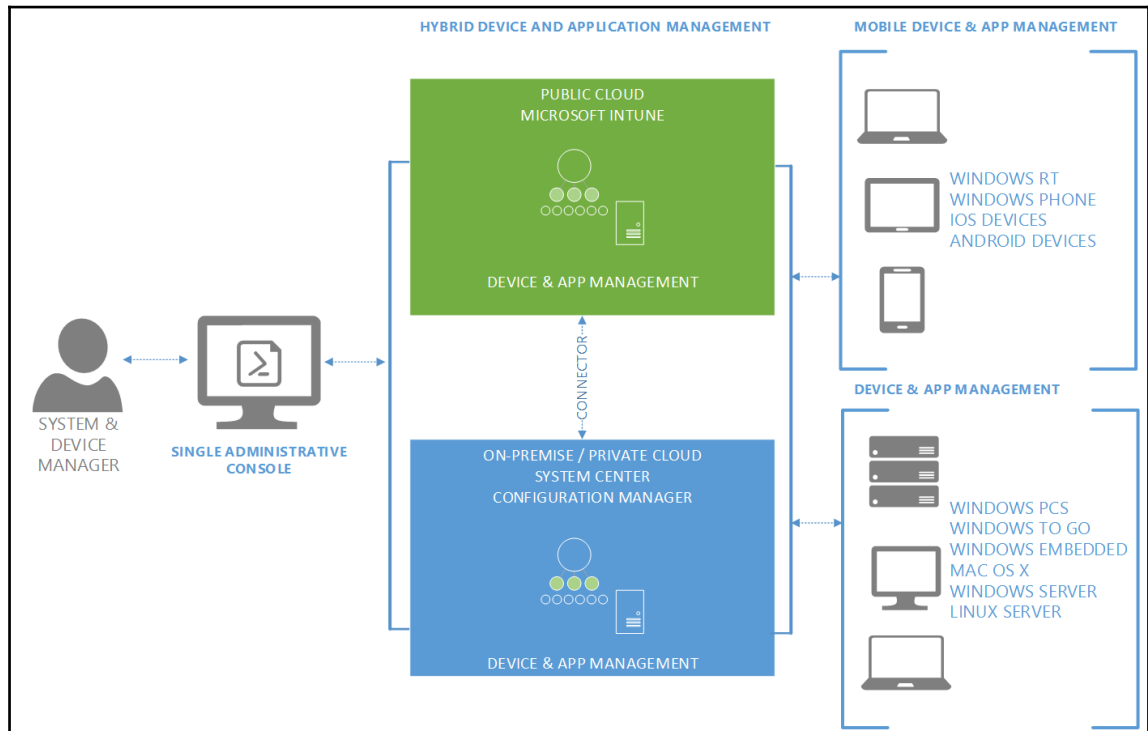 HYBRID DEVICE AND APPLICATION MANAGEMENT
MOBILE DEVICE & APP MANAGEMENT
PUBLIC CLOUD
MICROSOFT INTUNE
DEVICE & APP MANAGEMENT
WINDOWS RT
WINDOWS PHONE
IOS DEVICES
ANDROID DEVICES
CONNECTOR
SYSTEM &
DEVICE
MANAGER
SINGLE ADMINISTRATIVE
CONSOLE
ON-PREMISE / PRIVATE CLOUD
SYSTEM CENTER
CONFIGURATION MANAGER
DEVICE & APP MANAGEMENT
DEVICE & APP MANAGEMENT
WINDOWS PCS
WINDOWS TO GO
WINDOWS EMBEDDED
MAC OS X
WINDOWS SERVER
LINUX SERVER